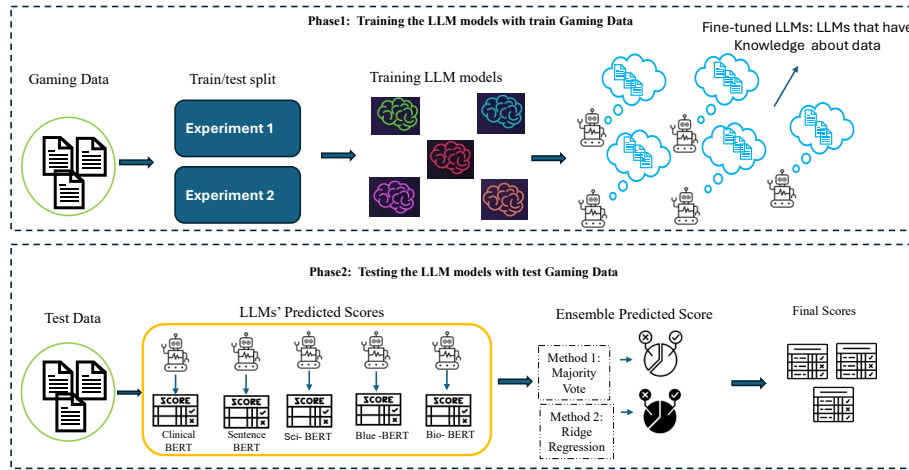 Phase1: Training the LLM models with train Gaming Data
Fine-tuned LLMs: LLMs that have
Knowledge about data
Gaming Data
Train/test split
Training LLM models
Experiment 1
Experiment 2
Phase2: Testing the LLM models with test Gaming Data
Test Data
LLMs' Predicted Scores
Ensemble Predicted Score
Final Scores
Method 1:
Majority
Vote
Method 2:
Ridge
Regression
SCORE
SCORE
SCORE
SCORE
SCORE
Clinical
BERT
Sentence
BERT
Sci- BERT
Blue -BERT
Bio- BERT